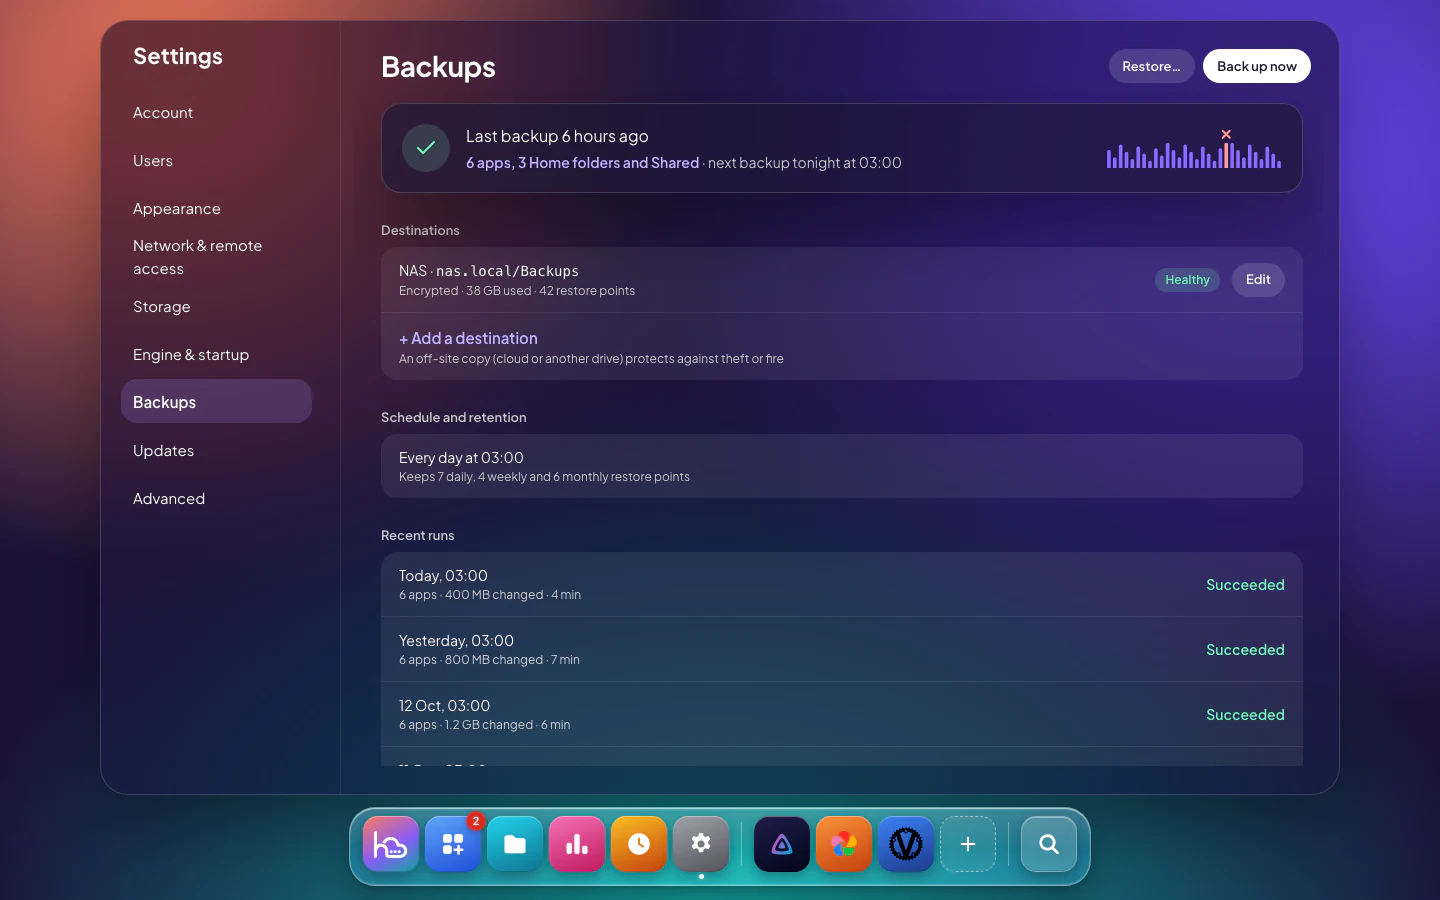 Settings
Account
Users
Appearance
Network & remote
access
Storage
Engine & startup
Backups
Updates
Advanced
Backups
Restore…
Back up now
Last backup 6 hours ago
6 apps, 3 Home folders and Shared · next backup tonight at 03:00
Destinations
NAS · nas.local/Backups
Encrypted · 38 GB used · 42 restore points
Healthy
Edit
+ Add a destination
An off-site copy (cloud or another drive) protects against theft or fire
Schedule and retention
Every day at 03:00
Keeps 7 daily, 4 weekly and 6 monthly restore points
Recent runs
Today, 03:00
6 apps · 400 MB changed · 4 min
Succeeded
Yesterday, 03:00
6 apps · 800 MB changed · 7 min
Succeeded
12 Oct, 03:00
6 apps · 1.2 GB changed · 6 min
Succeeded
2